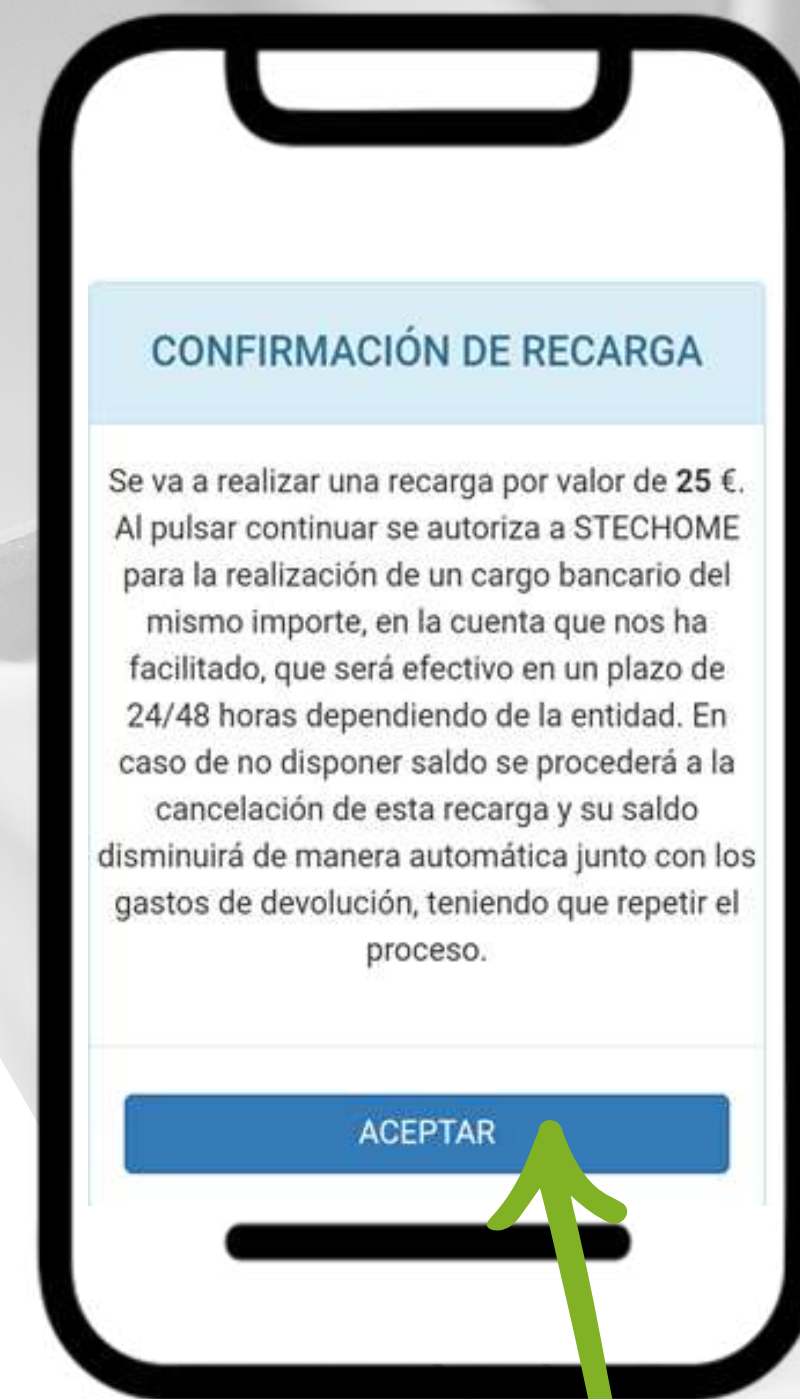 CONFIRMACIÓN DE RECARGA
Se va a realizar una recarga por valor de 25 €.
Al pulsar continuar se autoriza a STECHOME
para la realización de un cargo bancario del
mismo importe, en la cuenta que nos ha
facilitado, que será efectivo en un plazo de
24/48 horas dependiendo de la entidad. En
caso de no disponer saldo se procederá a la
cancelación de esta recarga y su saldo
disminuirá de manera automática junto con los
gastos de devolución, teniendo que repetir el
proceso.
ACEPTAR